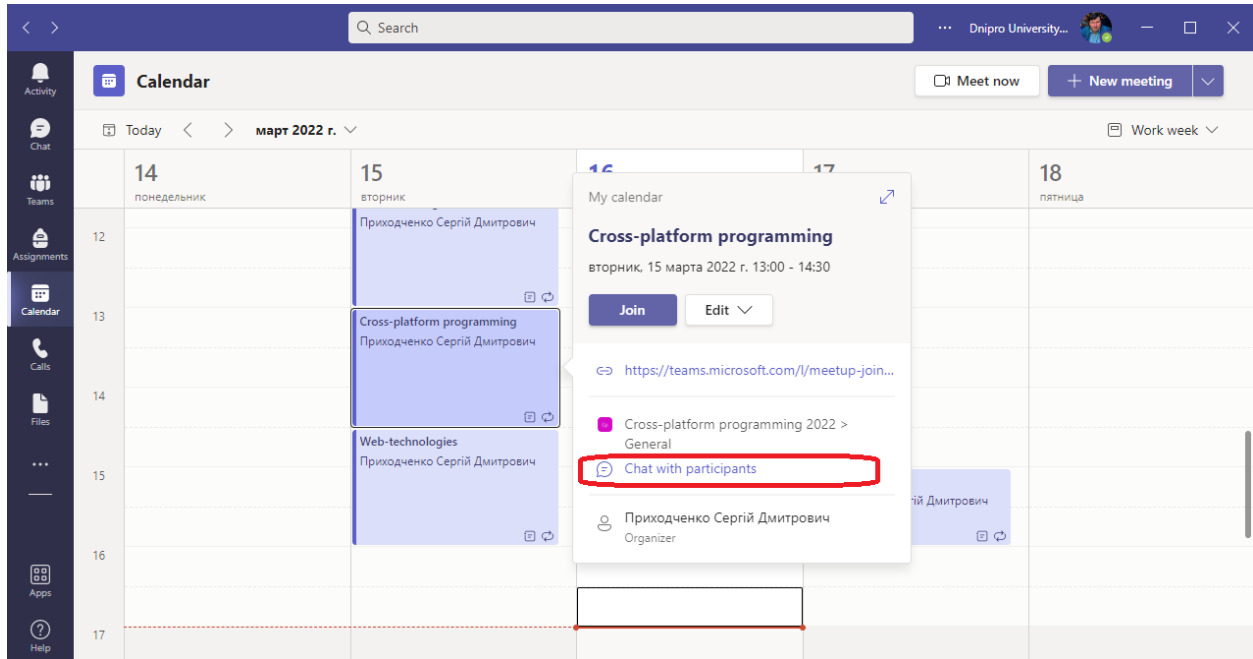 Search
Dnipro University...
Activity
Chat
Teams
Assignments
Calendar
Calls
Files
Apps
Help
Calendar
Meet now
New meeting
Today
март 2022 г.
Work week
14
понедельник
15
вторник
16
17
18
пятница
12
13
14
15
16
17
Приходченко Сергій Дмитрович
Cross-platform programming
Приходченко Сергій Дмитрович
Web-technologies
Приходченко Сергій Дмитрович
My calendar
Cross-platform programming
вторник, 15 марта 2022 г. 13:00 - 14:30
Join
Edit
https://teams.microsoft.com/l/meetup-join...
Cross-platform programming 2022 >
General
Chat with participants
Приходченко Сергій Дмитрович
Organizer
Дмитрович